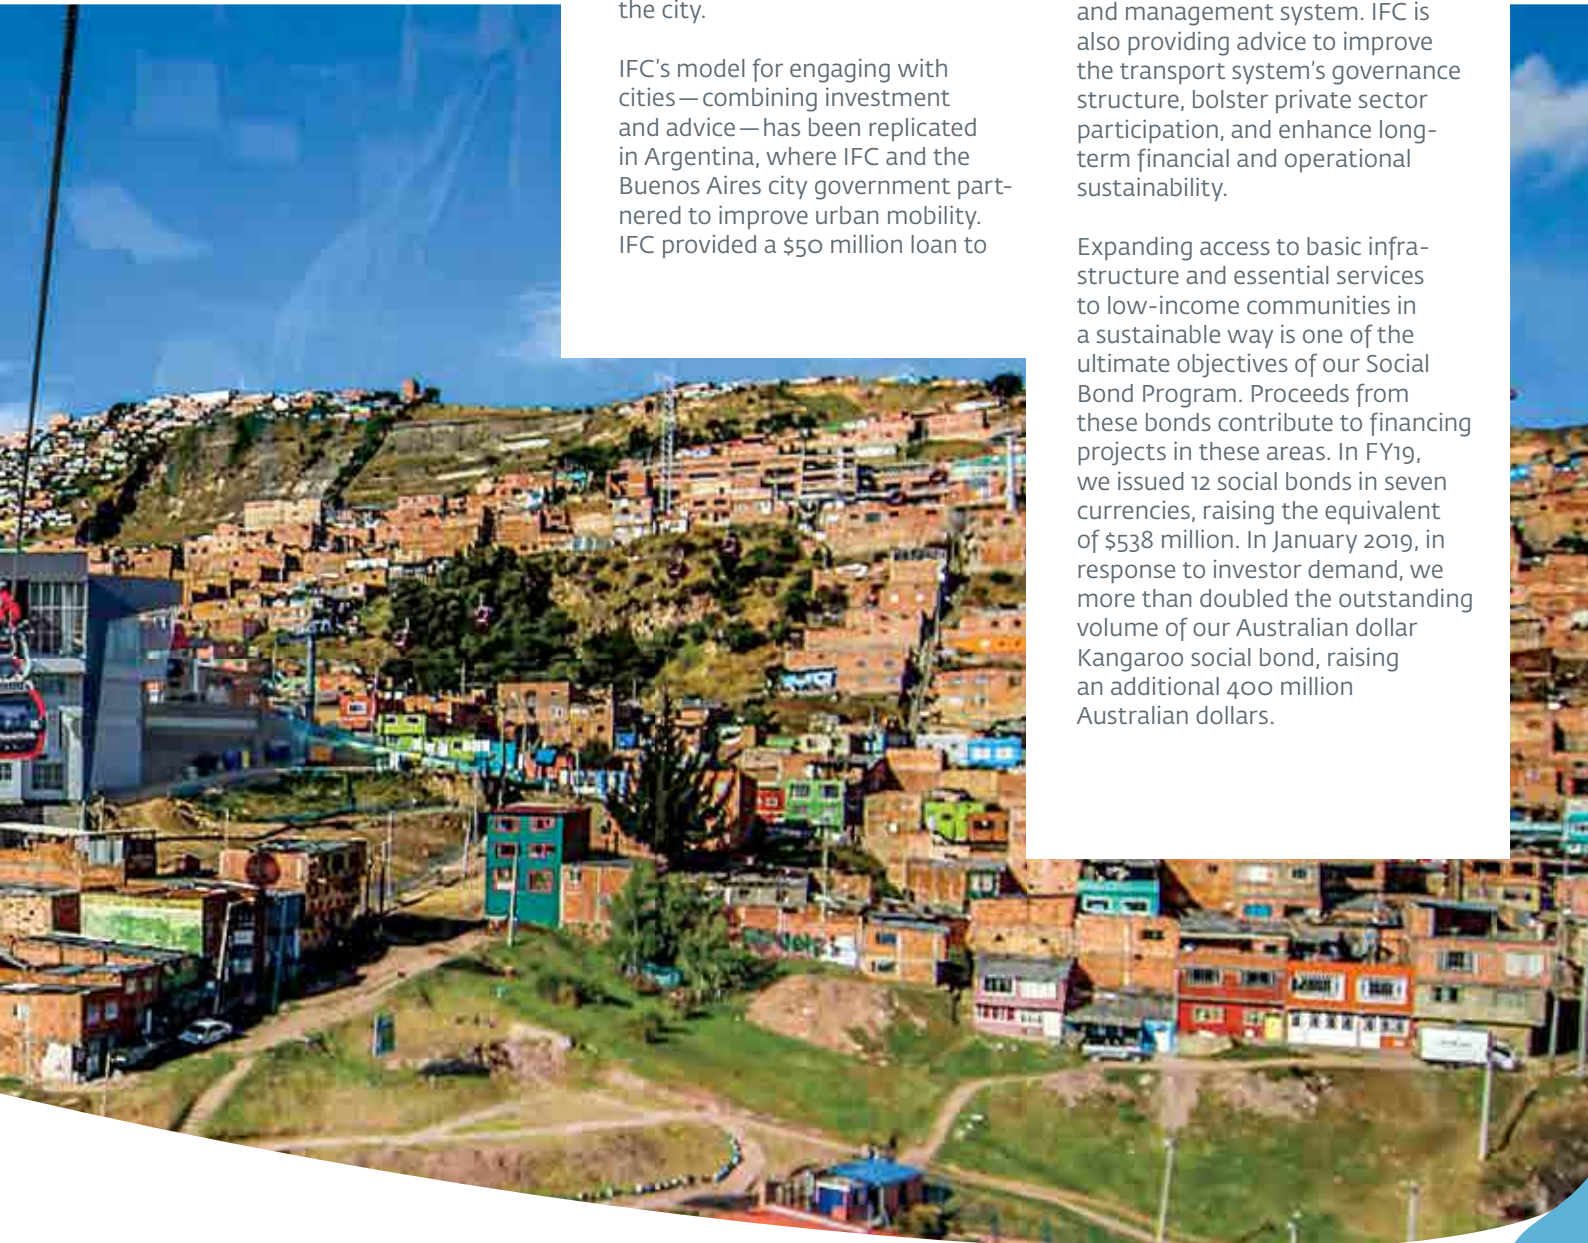 the city.
IFC’s model for engaging with
cities — combining investment
and advice — has been replicated
in Argentina, where IFC and the
Buenos Aires city government part-
nered to improve urban mobility.
IFC provided a $50 million loan to
and management system. IFC is
also providing advice to improve
the transport system’s governance
structure, bolster private sector
participation, and enhance long-
term financial and operational
sustainability.
Expanding access to basic infra-
structure and essential services
to low-income communities in
a sustainable way is one of the
ultimate objectives of our Social
Bond Program. Proceeds from
these bonds contribute to financing
projects in these areas. In FY19,
we issued 12 social bonds in seven
currencies, raising the equivalent
of $538 million. In January 2019, in
response to investor demand, we
more than doubled the outstanding
volume of our Australian dollar
Kangaroo social bond, raising
an additional 400 million
Australian dollars.